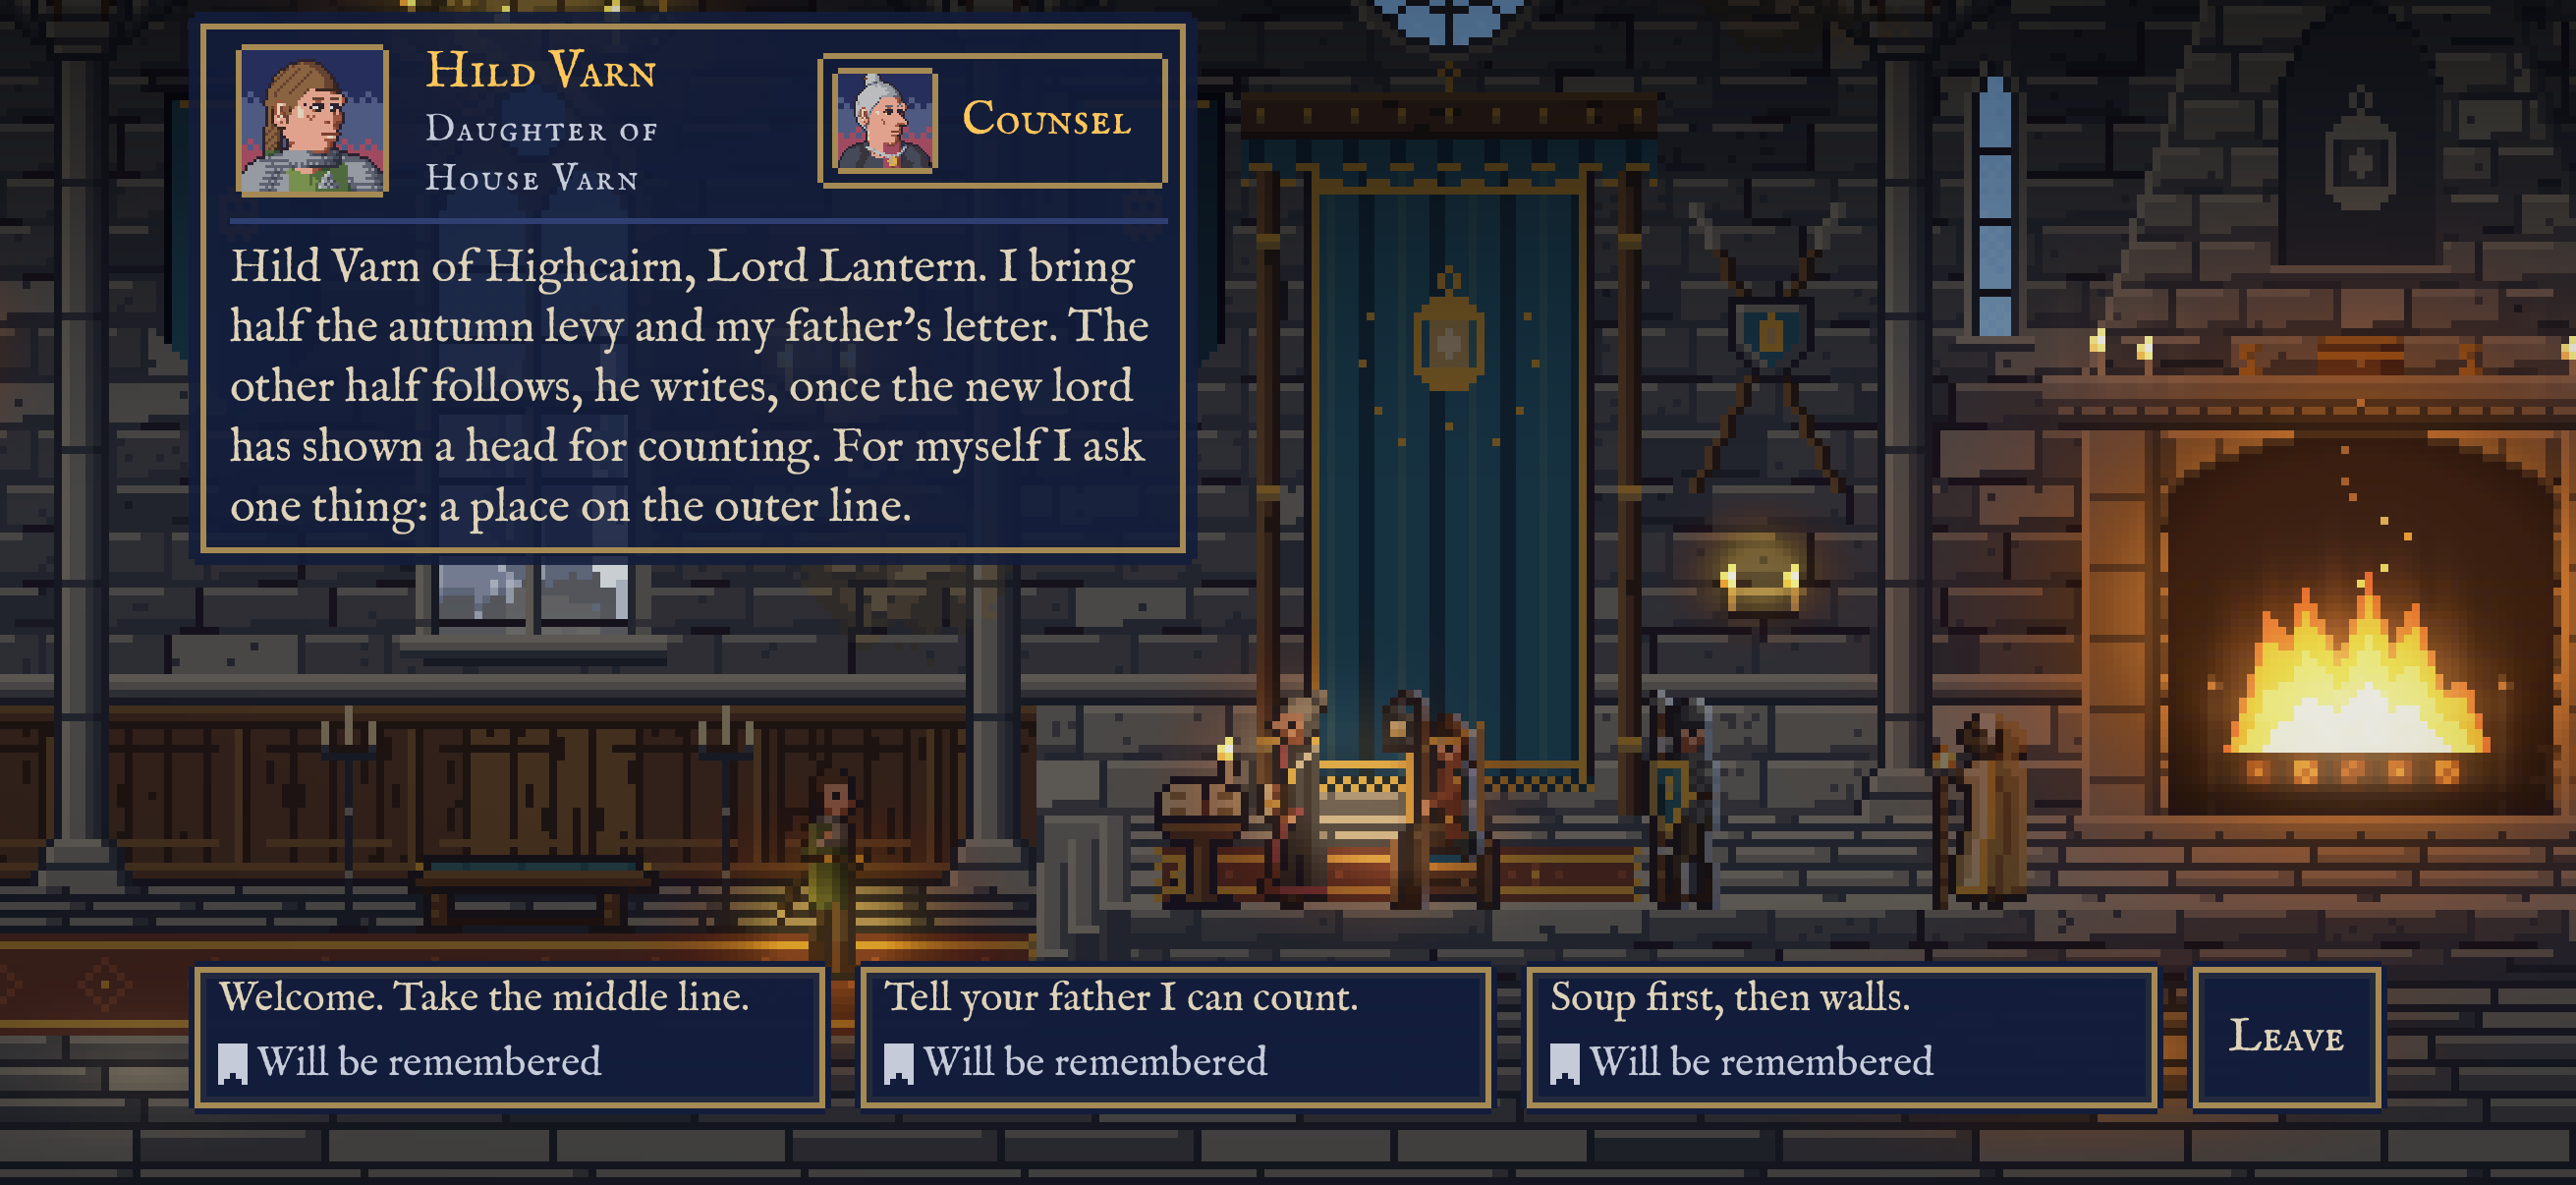 Hild Varn
Daughter of
House Varn
Counsel
Hild Varn of Highcairn, Lord Lantern. I bring
half the autumn levy and my father's letter. The
other half follows, he writes, once the new lord
has shown a head for counting. For myself I ask
one thing: a place on the outer line.
Welcome. Take the middle line.
Will be remembered
Tell your father I can count.
Will be remembered
Soup first, then walls.
Will be remembered
Leave